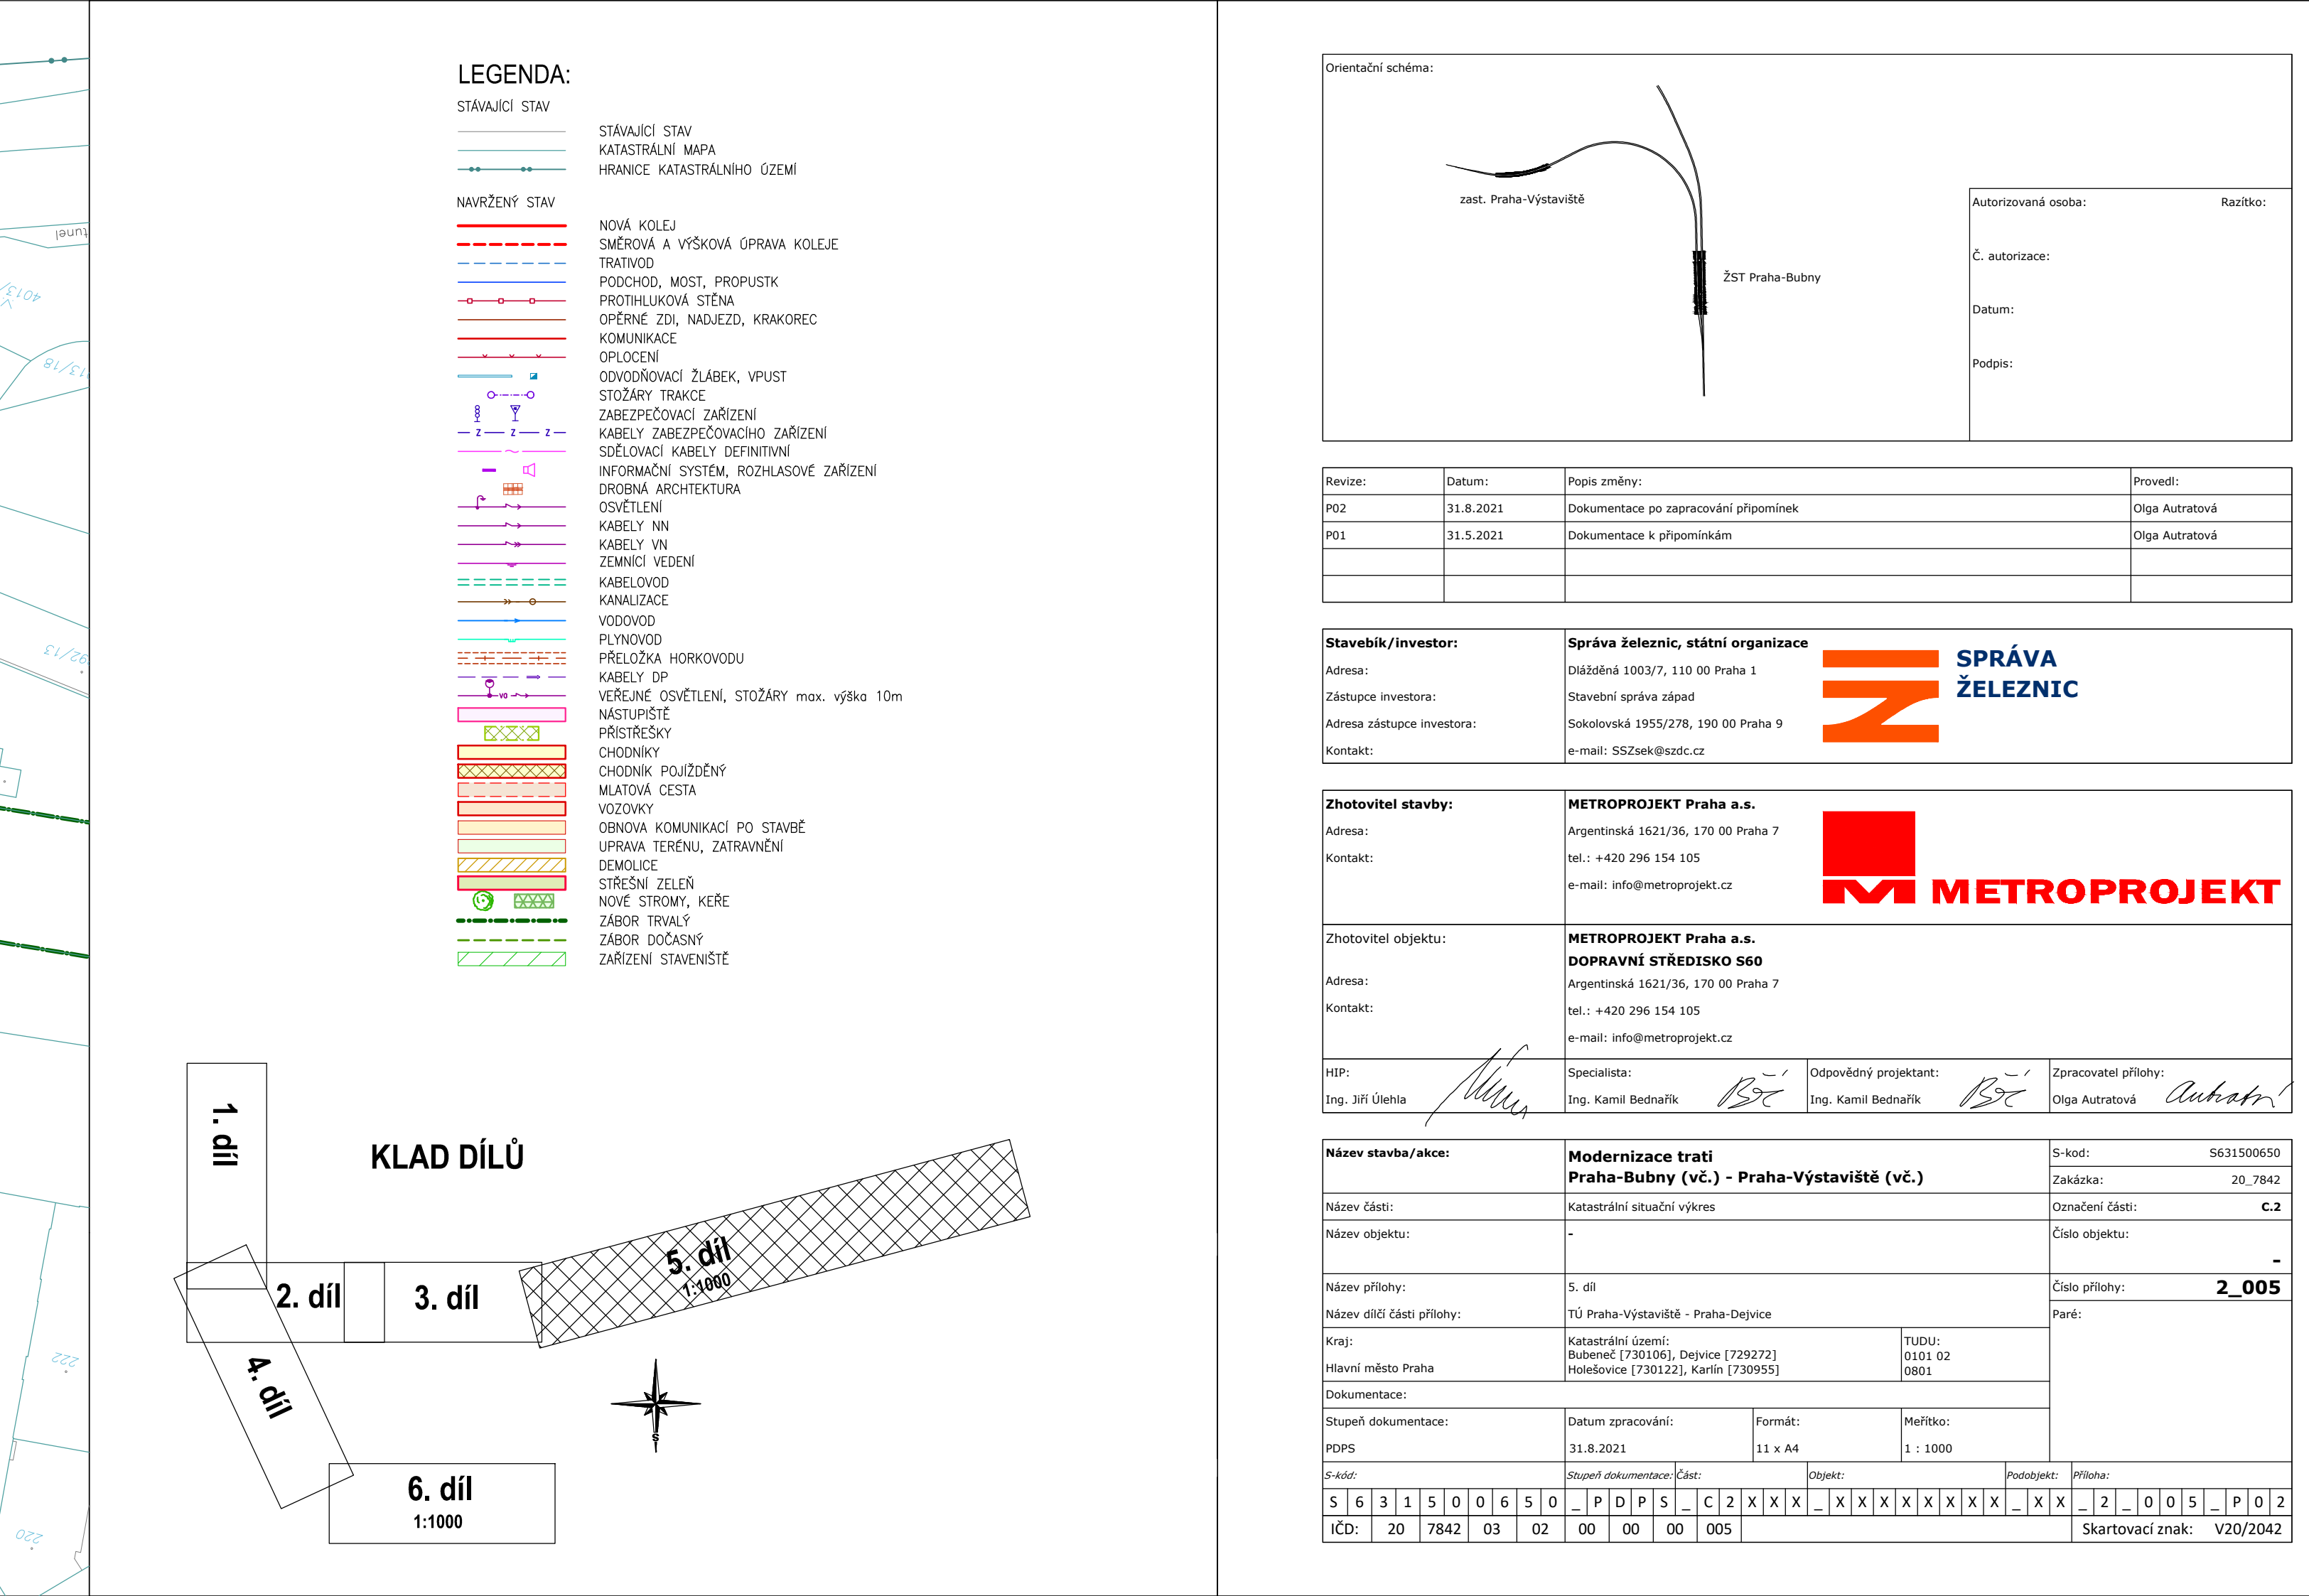 tunel
4013/
13/18
92/13
222
220
LEGENDA:
STÁVAJÍCÍ STAV
STÁVAJÍCÍ STAV
KATASTRÁLNÍ MAPA
HRANICE KATASTRÁLNÍHO ÚZEMÍ
NAVRŽENÝ STAV
NOVÁ KOLEJ
SMĚROVÁ A VÝŠKOVÁ ÚPRAVA KOLEJE
TRATIVOD
PODCHOD, MOST, PROPUSTK
PROTIHLUKOVÁ STĚNA
OPĚRNÉ ZDI, NADJEZD, KRAKOREC
KOMUNIKACE
OPLOCENÍ
ODVODŇOVACÍ ŽLÁBEK, VPUST
STOŽÁRY TRAKCE
ZABEZPEČOVACÍ ZAŘÍZENÍ
Z Z Z KABELY ZABEZPEČOVACÍHO ZAŘÍZENÍ
SDĚLOVACÍ KABELY DEFINITIVNÍ
INFORMAČNÍ SYSTÉM, ROZHLASOVÉ ZAŘÍZENÍ
DROBNÁ ARCHTEKTURA
OSVĚTLENÍ
KABELY NN
KABELY VN
ZEMNÍCÍ VEDENÍ
KABELOVOD
KANALIZACE
VODOVOD
PLYNOVOD
PŘELOŽKA HORKOVODU
KABELY DP
VO VEŘEJNÉ OSVĚTLENÍ, STOŽÁRY max. výška 10m
NÁSTUPIŠTĚ
PŘÍSTŘEŠKY
CHODNÍKY
CHODNÍK POJÍŽDĚNÝ
MLATOVÁ CESTA
VOZOVKY
OBNOVA KOMUNIKACÍ PO STAVBĚ
UPRAVA TERÉNU, ZATRAVNĚNÍ
DEMOLICE
STŘEŠNÍ ZELEŇ
NOVÉ STROMY, KEŘE
ZÁBOR TRVALÝ
ZÁBOR DOČASNÝ
ZAŘÍZENÍ STAVENIŠTĚ
KLAD DÍLŮ
1. díl
2. díl
3. díl
4. díl
5. díl
1:1000
6. díl
1:1000
S
Orientační schéma:
zast. Praha-Výstaviště
ŽST Praha-Bubny
Autorizovaná osoba: Razítko:
Č. autorizace:
Datum:
Podpis:
Revize: Datum: Popis změny: Provedl:
P02 31.8.2021 Dokumentace po zapracování připomínek Olga Autratová
P01 31.5.2021 Dokumentace k připomínkám Olga Autratová
Stavebík/investor: Správa železnic, státní organizace
Adresa: Dlážděná 1003/7, 110 00 Praha 1
Zástupce investora: Stavební správa západ
Adresa zástupce investora: Sokolovská 1955/278, 190 00 Praha 9
Kontakt: e-mail: SSZsek@szdc.cz
SPRÁVA
ŽELEZNIC
Zhotovitel stavby: METROPROJEKT Praha a.s.
Adresa: Argentinská 1621/36, 170 00 Praha 7
Kontakt: tel.: +420 296 154 105
e-mail: info@metroprojekt.cz
METROPROJEKT
Zhotovitel objektu: METROPROJEKT Praha a.s.
DOPRAVNÍ STŘEDISKO S60
Adresa: Argentinská 1621/36, 170 00 Praha 7
Kontakt: tel.: +420 296 154 105
e-mail: info@metroprojekt.cz
HIP: Specialista: Odpovědný projektant: Zpracovatel přílohy:
Ing. Jiří Úlehla Ing. Kamil Bednařík Ing. Kamil Bednařík Olga Autratová
Název stavba/akce: Modernizace trati
Praha-Bubny (vč.) - Praha-Výstaviště (vč.)
S-kod: S631500650
Zakázka: 20_7842
Název části: Katastrální situační výkres Označení části: C.2
Název objektu: - Číslo objektu:
-
Název přílohy: 5. díl Číslo přílohy: 2_005
Název dílčí části přílohy: TÚ Praha-Výstaviště - Praha-Dejvice Paré:
Kraj: Katastrální území: TUDU:
Bubeneč [730106], Dejvice [729272] 0101 02
Hlavní město Praha Holešovice [730122], Karlín [730955] 0801
Dokumentace:
Stupeň dokumentace: Datum zpracování: Formát: Meřítko:
PDPS 31.8.2021 11 x A4 1 : 1000
S-kód: Stupeň dokumentace: Část: Objekt: Podobjekt: Příloha:
S 6 3 1 5 0 0 6 5 0 _ P D P S _ C 2 X X X _ X X X X X X X X _ X X _ 2 _ 0 0 5 _ P 0 2
IČD: 20 7842 03 02 00 00 00 005 Skartovací znak: V20/2042